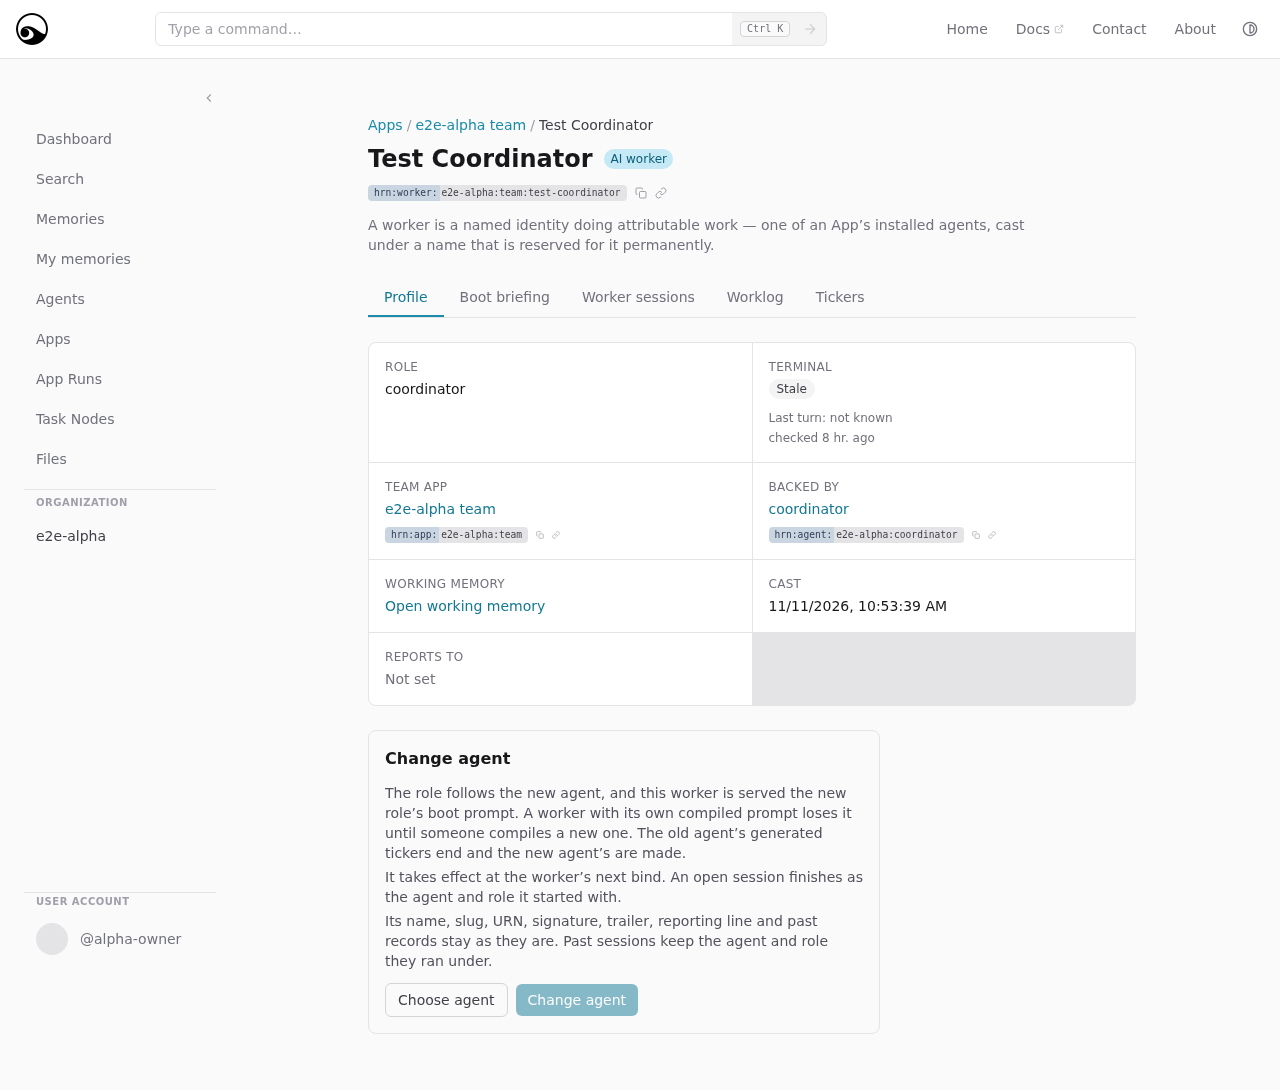 Type a command...
Ctrl K
Home
Docs
Contact
About
Dashboard
Search
Memories
My memories
Agents
Apps
App Runs
Task Nodes
Files
ORGANIZATION
e2e-alpha
USER ACCOUNT
@alpha-owner
Apps / e2e-alpha team / Test Coordinator
Test Coordinator AI worker
hrn:worker: e2e-alpha:team:test-coordinator
A worker is a named identity doing attributable work — one of an App’s installed agents, cast
under a name that is reserved for it permanently.
Profile
Boot briefing
Worker sessions
Worklog
Tickers
ROLE
coordinator
TERMINAL
Stale
Last turn: not known
checked 8 hr. ago
TEAM APP
e2e-alpha team
hrn:app: e2e-alpha:team
BACKED BY
coordinator
hrn:agent: e2e-alpha:coordinator
WORKING MEMORY
Open working memory
CAST
11/11/2026, 10:53:39 AM
REPORTS TO
Not set
Change agent
The role follows the new agent, and this worker is served the new
role’s boot prompt. A worker with its own compiled prompt loses it
until someone compiles a new one. The old agent’s generated
tickers end and the new agent’s are made.
It takes effect at the worker’s next bind. An open session finishes as
the agent and role it started with.
Its name, slug, URN, signature, trailer, reporting line and past
records stay as they are. Past sessions keep the agent and role
they ran under.
Choose agent
Change agent